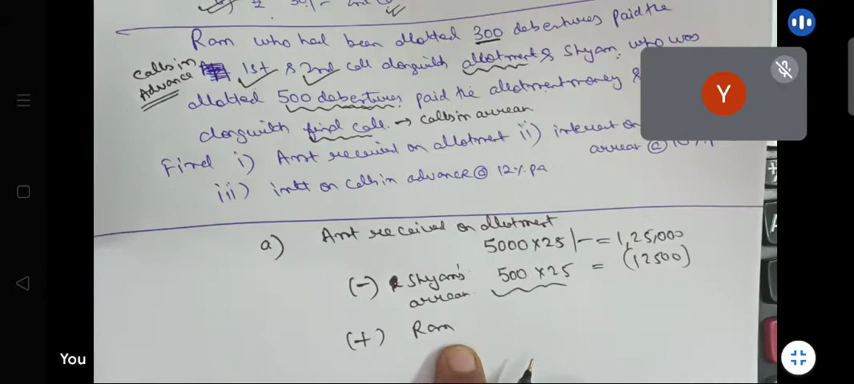 Ram who had been allotted 300 debentures paid the
Calls in Advance
1st & 2nd call alongwith allotment & Shyam who was
allotted 500 debentures, paid the allotment money
alongwith final call. → calls in arrear
Find i) Amt received on allotment ii) interest on
arrear @
iii) intt on calls in advance @ 12% pa
a) Amt received on allotment
5000 × 25/- = 1,25,000
(-) Shyam's arrear 500 × 25 = (12500)
(+) Ram
Y
You